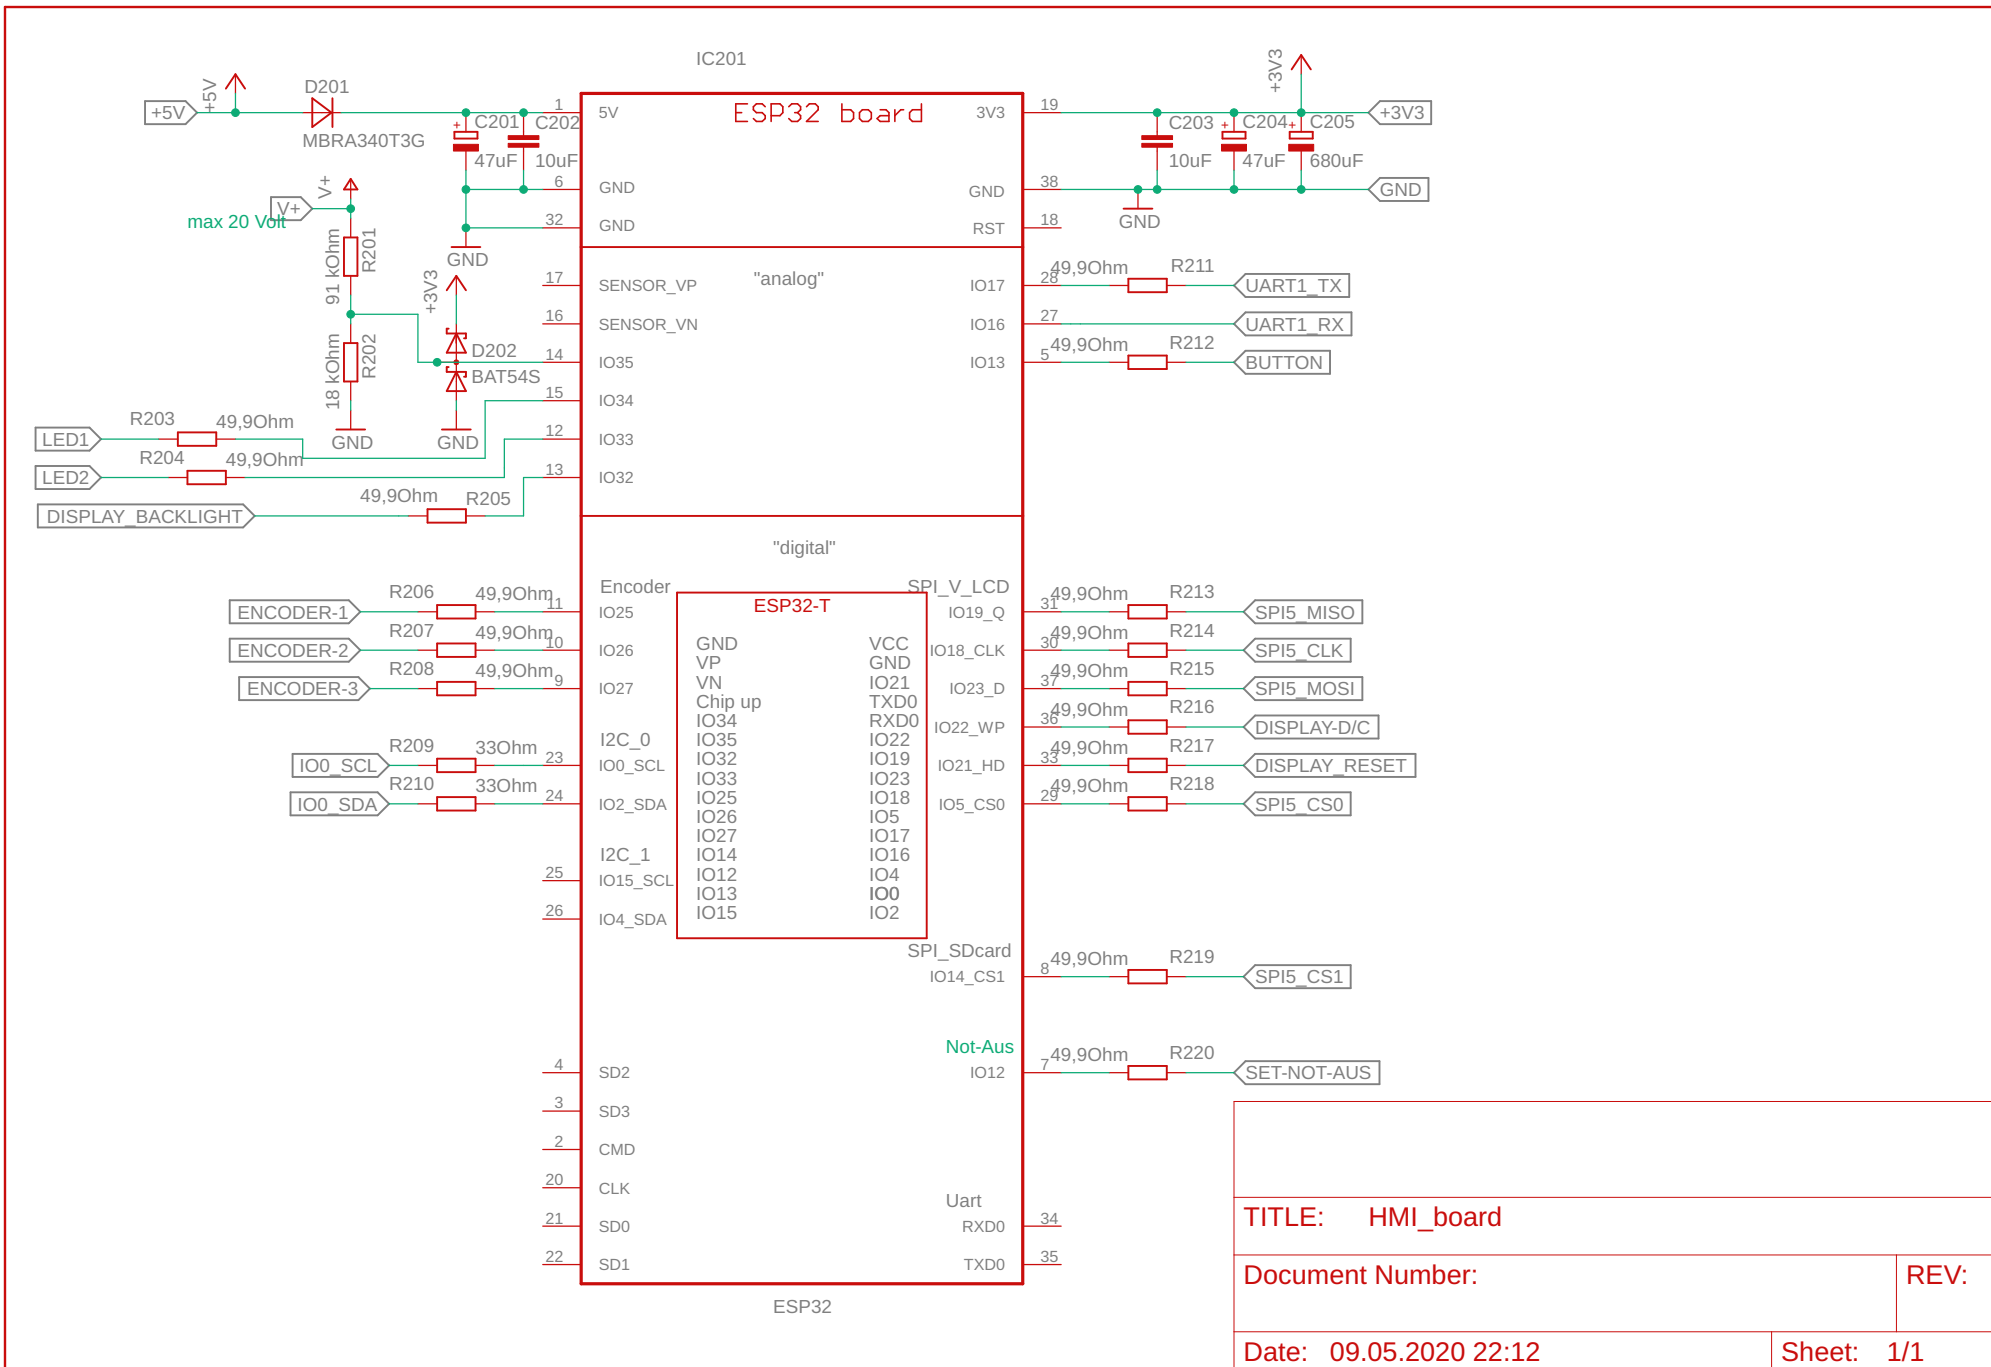 IC201
ESP32 board
+5V
+5V
D201
MBRA340T3G
C201
47uF
C202
10uF
1
5V
6
GND
32
GND
GND
V+
V+
max 20 Volt
91 kOhm
R201
18 kOhm
R202
GND
+3V3
D202
BAT54S
GND
"analog"
17
SENSOR_VP
16
SENSOR_VN
14
IO35
15
IO34
12
IO33
13
IO32
LED1
R203
49,9Ohm
LED2
R204
49,9Ohm
DISPLAY_BACKLIGHT
49,9Ohm
R205
3V3
19
GND
38
RST
18
+3V3
+3V3
C203
10uF
C204
47uF
C205
680uF
GND
GND
IO17
28
49,9Ohm
R211
UART1_TX
IO16
27
UART1_RX
IO13
5
49,9Ohm
R212
BUTTON
"digital"
Encoder
ENCODER-1
R206
49,9Ohm
11
IO25
ENCODER-2
R207
49,9Ohm
10
IO26
ENCODER-3
R208
49,9Ohm
9
IO27
I2C_0
IO0_SCL
R209
33Ohm
23
IO0_SCL
IO0_SDA
R210
33Ohm
24
IO2_SDA
I2C_1
25
IO15_SCL
26
IO4_SDA
ESP32-T
GND
VP
VN
Chip up
IO34
IO35
IO32
IO33
IO25
IO26
IO27
IO14
IO12
IO13
IO15
VCC
GND
IO21
TXD0
RXD0
IO22
IO19
IO23
IO18
IO5
IO17
IO16
IO4
IO0
IO2
SPI_V_LCD
IO19_Q
31
49,9Ohm
R213
SPI5_MISO
IO18_CLK
30
49,9Ohm
R214
SPI5_CLK
IO23_D
37
49,9Ohm
R215
SPI5_MOSI
IO22_WP
36
49,9Ohm
R216
DISPLAY-D/C
IO21_HD
33
49,9Ohm
R217
DISPLAY_RESET
IO5_CS0
29
49,9Ohm
R218
SPI5_CS0
SPI_SDcard
IO14_CS1
8
49,9Ohm
R219
SPI5_CS1
Not-Aus
IO12
7
49,9Ohm
R220
SET-NOT-AUS
4
SD2
3
SD3
2
CMD
20
CLK
21
SD0
22
SD1
Uart
RXD0
34
TXD0
35
ESP32
TITLE: HMI_board
Document Number:
REV:
Date: 09.05.2020 22:12
Sheet: 1/1